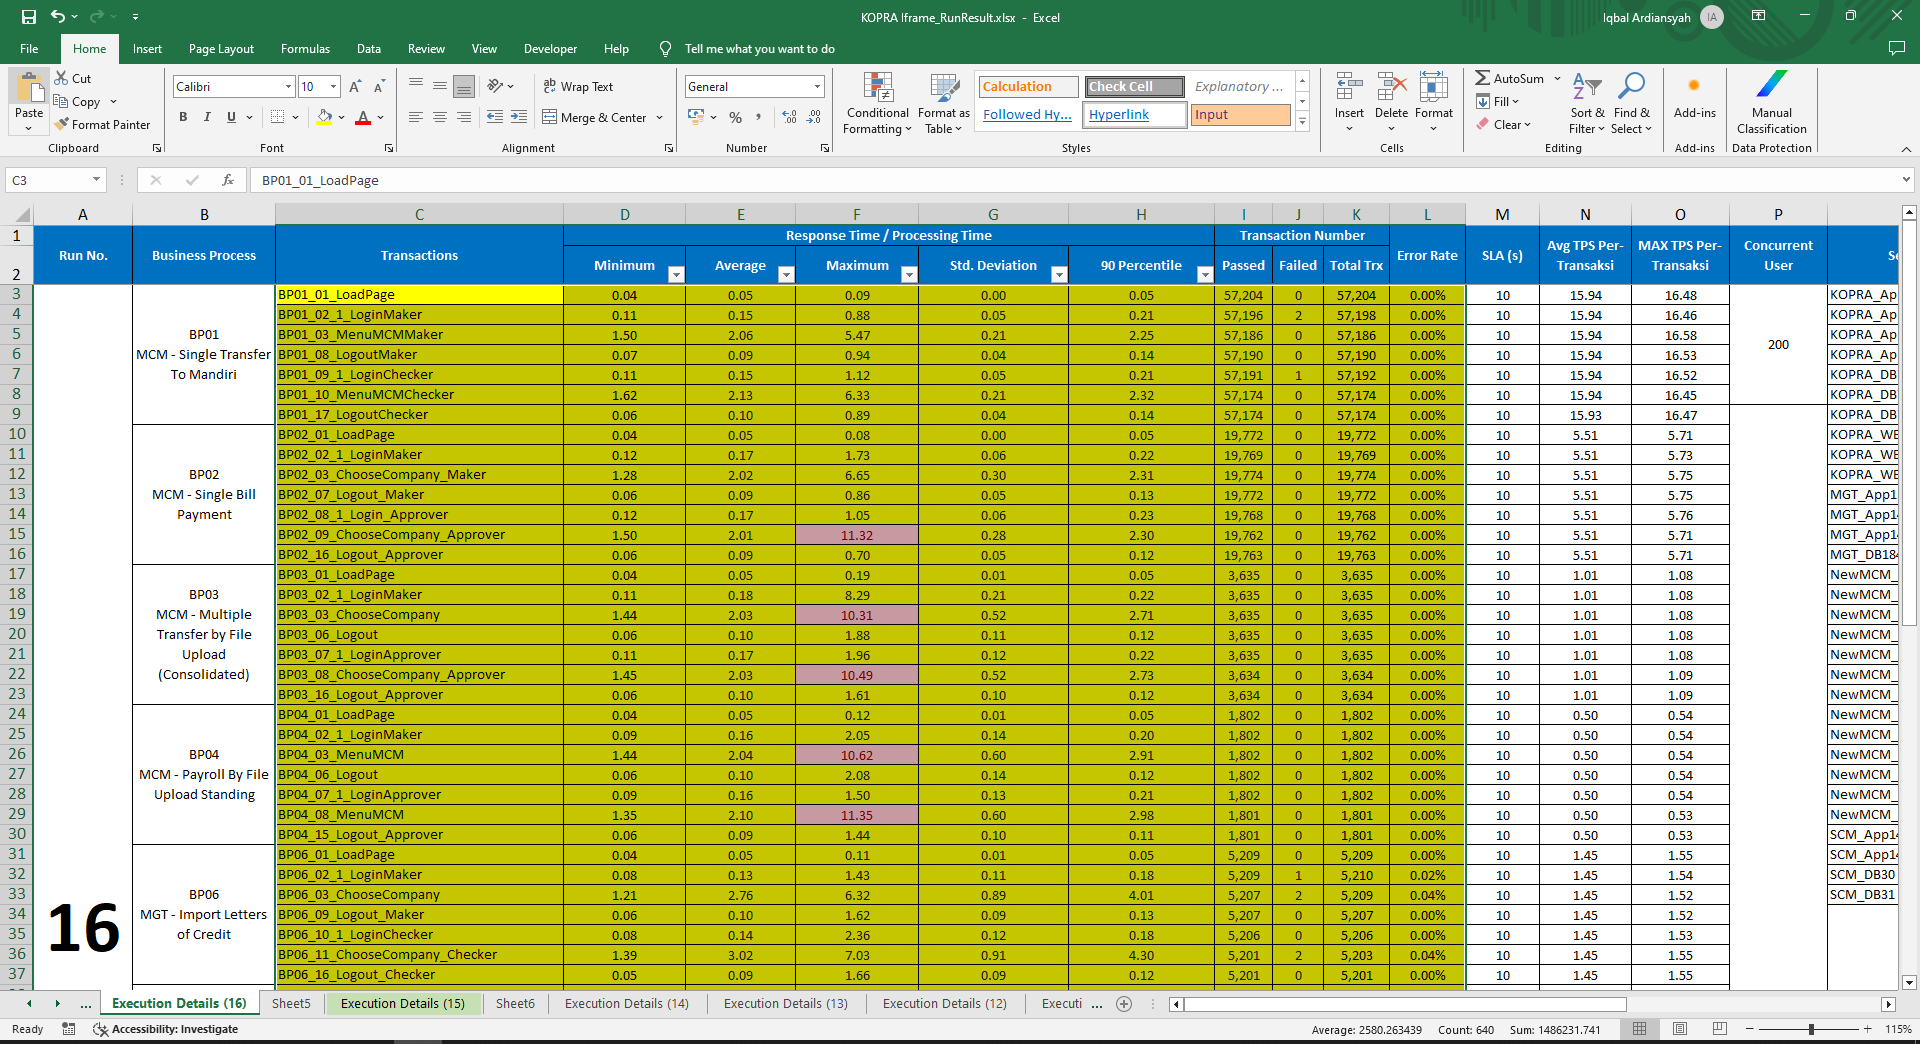 KOPRA Iframe_RunResult.xlsx - Excel
Iqbal Ardiansyah IA
File Home Insert Page Layout Formulas Data Review View Developer Help Tell me what you want to do
Paste Cut Copy Format Painter Clipboard
Calibri 10 B I U A Font
Wrap Text Merge & Center Alignment
General % Number
Conditional Formatting Format as Table
Calculation Check Cell Explanatory ...
Followed Hy... Hyperlink Input
Styles
Insert Delete Format Cells
AutoSum Fill Clear Sort & Filter Find & Select Editing
Add-ins Add-ins
Manual Classification Data Protection
C3 fx BP01_01_LoadPage
A B C D E F G H I J K L M N O P
1 Run No. Business Process Transactions Response Time / Processing Time Transaction Number Error Rate SLA (s) Avg TPS Per-Transaksi MAX TPS Per-Transaksi Concurrent User
2 Minimum Average Maximum Std. Deviation 90 Percentile Passed Failed Total Trx
16
BP01
MCM - Single Transfer
To Mandiri
200
3 BP01_01_LoadPage 0.04 0.05 0.09 0.00 0.05 57,204 0 57,204 0.00% 10 15.94 16.48 KOPRA_Ap
4 BP01_02_1_LoginMaker 0.11 0.15 0.88 0.05 0.21 57,196 2 57,198 0.00% 10 15.94 16.46 KOPRA_Ap
5 BP01_03_MenuMCMMaker 1.50 2.06 5.47 0.21 2.25 57,186 0 57,186 0.00% 10 15.94 16.58 KOPRA_Ap
6 BP01_08_LogoutMaker 0.07 0.09 0.94 0.04 0.14 57,190 0 57,190 0.00% 10 15.94 16.53 KOPRA_Ap
7 BP01_09_1_LoginChecker 0.11 0.15 1.12 0.05 0.21 57,191 1 57,192 0.00% 10 15.94 16.52 KOPRA_DB
8 BP01_10_MenuMCMChecker 1.62 2.13 6.33 0.21 2.32 57,174 0 57,174 0.00% 10 15.94 16.45 KOPRA_DB
9 BP01_17_LogoutChecker 0.06 0.10 0.89 0.04 0.14 57,174 0 57,174 0.00% 10 15.93 16.47 KOPRA_DB
BP02
MCM - Single Bill
Payment
10 BP02_01_LoadPage 0.04 0.05 0.08 0.00 0.05 19,772 0 19,772 0.00% 10 5.51 5.71 KOPRA_WE
11 BP02_02_1_LoginMaker 0.12 0.17 1.73 0.06 0.22 19,769 0 19,769 0.00% 10 5.51 5.73 KOPRA_WE
12 BP02_03_ChooseCompany_Maker 1.28 2.02 6.65 0.30 2.31 19,774 0 19,774 0.00% 10 5.51 5.75 KOPRA_WE
13 BP02_07_Logout_Maker 0.06 0.09 0.86 0.05 0.13 19,772 0 19,772 0.00% 10 5.51 5.75 MGT_App1
14 BP02_08_1_Login_Approver 0.12 0.17 1.05 0.06 0.23 19,768 0 19,768 0.00% 10 5.51 5.76 MGT_App1
15 BP02_09_ChooseCompany_Approver 1.50 2.01 11.32 0.28 2.30 19,762 0 19,762 0.00% 10 5.51 5.71 MGT_App1
16 BP02_16_Logout_Approver 0.06 0.09 0.70 0.05 0.12 19,763 0 19,763 0.00% 10 5.51 5.71 MGT_DB184
BP03
MCM - Multiple
Transfer by File
Upload
(Consolidated)
17 BP03_01_LoadPage 0.04 0.05 0.19 0.01 0.05 3,635 0 3,635 0.00% 10 1.01 1.08 NewMCM_
18 BP03_02_1_LoginMaker 0.11 0.18 8.29 0.21 0.22 3,635 0 3,635 0.00% 10 1.01 1.08 NewMCM_
19 BP03_03_ChooseCompany 1.44 2.03 10.31 0.52 2.71 3,635 0 3,635 0.00% 10 1.01 1.08 NewMCM_
20 BP03_06_Logout 0.06 0.10 1.88 0.11 0.12 3,635 0 3,635 0.00% 10 1.01 1.08 NewMCM_
21 BP03_07_1_LoginApprover 0.11 0.17 1.96 0.12 0.22 3,635 0 3,635 0.00% 10 1.01 1.08 NewMCM_
22 BP03_08_ChooseCompany_Approver 1.45 2.03 10.49 0.52 2.73 3,634 0 3,634 0.00% 10 1.01 1.09 NewMCM_
23 BP03_16_Logout_Approver 0.06 0.10 1.61 0.10 0.12 3,634 0 3,634 0.00% 10 1.01 1.09 NewMCM_
BP04
MCM - Payroll By File
Upload Standing
24 BP04_01_LoadPage 0.04 0.05 0.12 0.01 0.05 1,802 0 1,802 0.00% 10 0.50 0.54 NewMCM_
25 BP04_02_1_LoginMaker 0.09 0.16 2.05 0.14 0.20 1,802 0 1,802 0.00% 10 0.50 0.54 NewMCM_
26 BP04_03_MenuMCM 1.44 2.04 10.62 0.60 2.91 1,802 0 1,802 0.00% 10 0.50 0.54 NewMCM_
27 BP04_06_Logout 0.06 0.10 2.08 0.14 0.12 1,802 0 1,802 0.00% 10 0.50 0.54 NewMCM_
28 BP04_07_1_LoginApprover 0.09 0.16 1.50 0.13 0.21 1,802 0 1,802 0.00% 10 0.50 0.54 NewMCM_
29 BP04_08_MenuMCM 1.35 2.10 11.35 0.60 2.98 1,801 0 1,801 0.00% 10 0.50 0.53 NewMCM_
30 BP04_15_Logout_Approver 0.06 0.09 1.44 0.10 0.11 1,801 0 1,801 0.00% 10 0.50 0.53 SCM_App14
BP06
MGT - Import Letters
of Credit
31 BP06_01_LoadPage 0.04 0.05 0.11 0.01 0.05 5,209 0 5,209 0.00% 10 1.45 1.55 SCM_App14
32 BP06_02_1_LoginMaker 0.08 0.13 1.43 0.11 0.18 5,209 1 5,210 0.02% 10 1.45 1.54 SCM_DB30
33 BP06_03_ChooseCompany 1.21 2.76 6.32 0.89 4.01 5,207 2 5,209 0.04% 10 1.45 1.52 SCM_DB31
34 BP06_09_Logout_Maker 0.06 0.10 1.62 0.09 0.13 5,207 0 5,207 0.00% 10 1.45 1.52
35 BP06_10_1_LoginChecker 0.08 0.14 2.36 0.12 0.18 5,206 0 5,206 0.00% 10 1.45 1.53
36 BP06_11_ChooseCompany_Checker 1.39 3.02 7.03 0.91 4.30 5,201 2 5,203 0.04% 10 1.45 1.55
37 BP06_16_Logout_Checker 0.05 0.09 1.66 0.09 0.12 5,201 0 5,201 0.00% 10 1.45 1.55
... Execution Details (16) Sheet5 Execution Details (15) Sheet6 Execution Details (14) Execution Details (13) Execution Details (12) Executi ...
Ready Accessibility: Investigate Average: 2580.263439 Count: 640 Sum: 1486231.741 115%